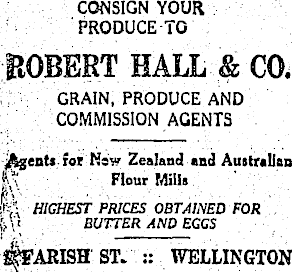 CONSIGN YOUR
PRODUCE TO
ROBERT HALL & CO.
GRAIN, PRODUCE AND
COMMISSION AGENTS
Agents for New Zealand and Australian
Flour Mills
HIGHEST PRICES OBTAINED FOR
BUTTER AND EGGS
FARISH ST. :: WELLINGTON